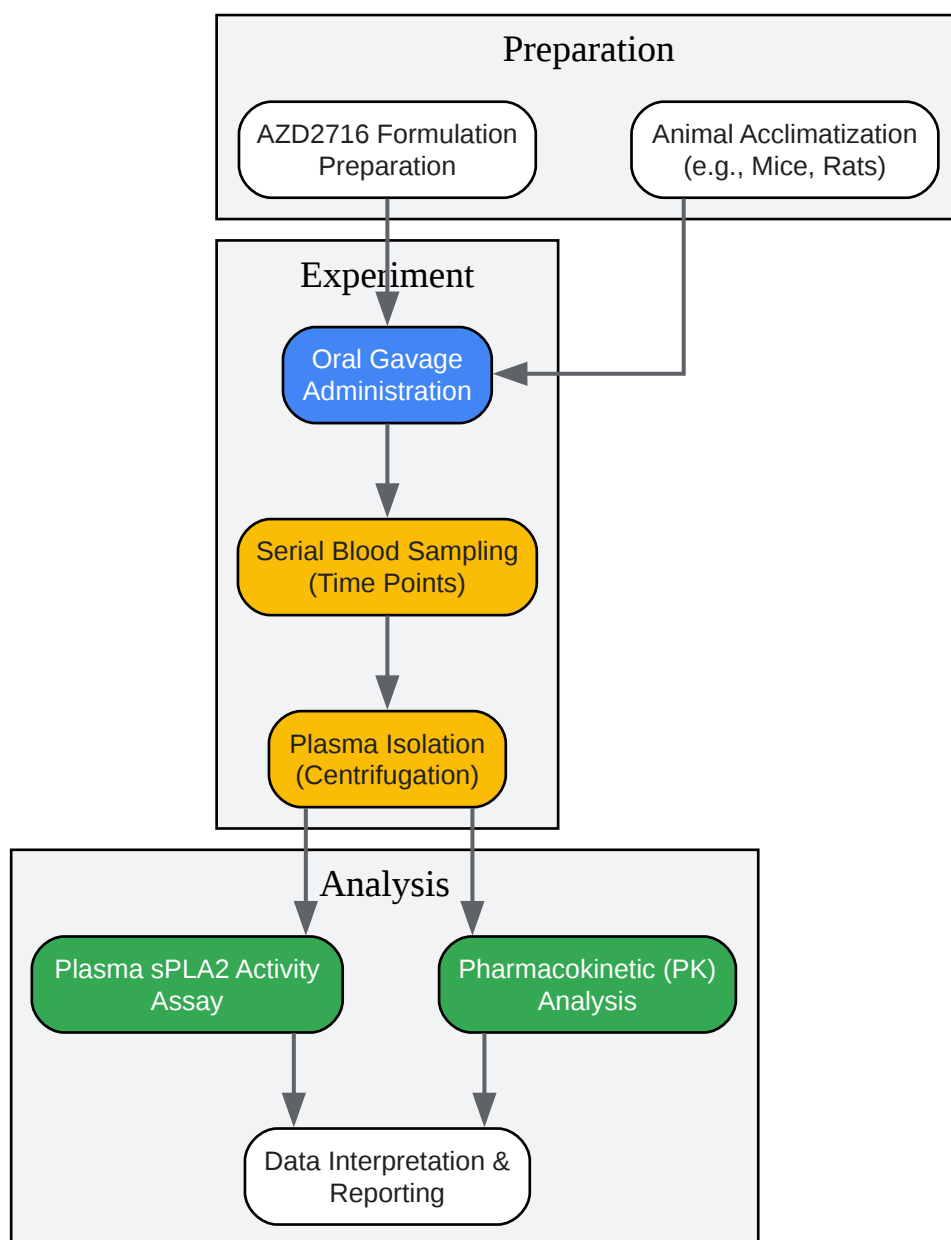 Preparation
AZD2716 Formulation
Preparation
Animal Acclimatization
(e.g., Mice, Rats)
Experiment
Oral Gavage
Administration
Serial Blood Sampling
(Time Points)
Plasma Isolation
(Centrifugation)
Analysis
Plasma sPLA2 Activity
Assay
Pharmacokinetic (PK)
Analysis
Data Interpretation &
Reporting